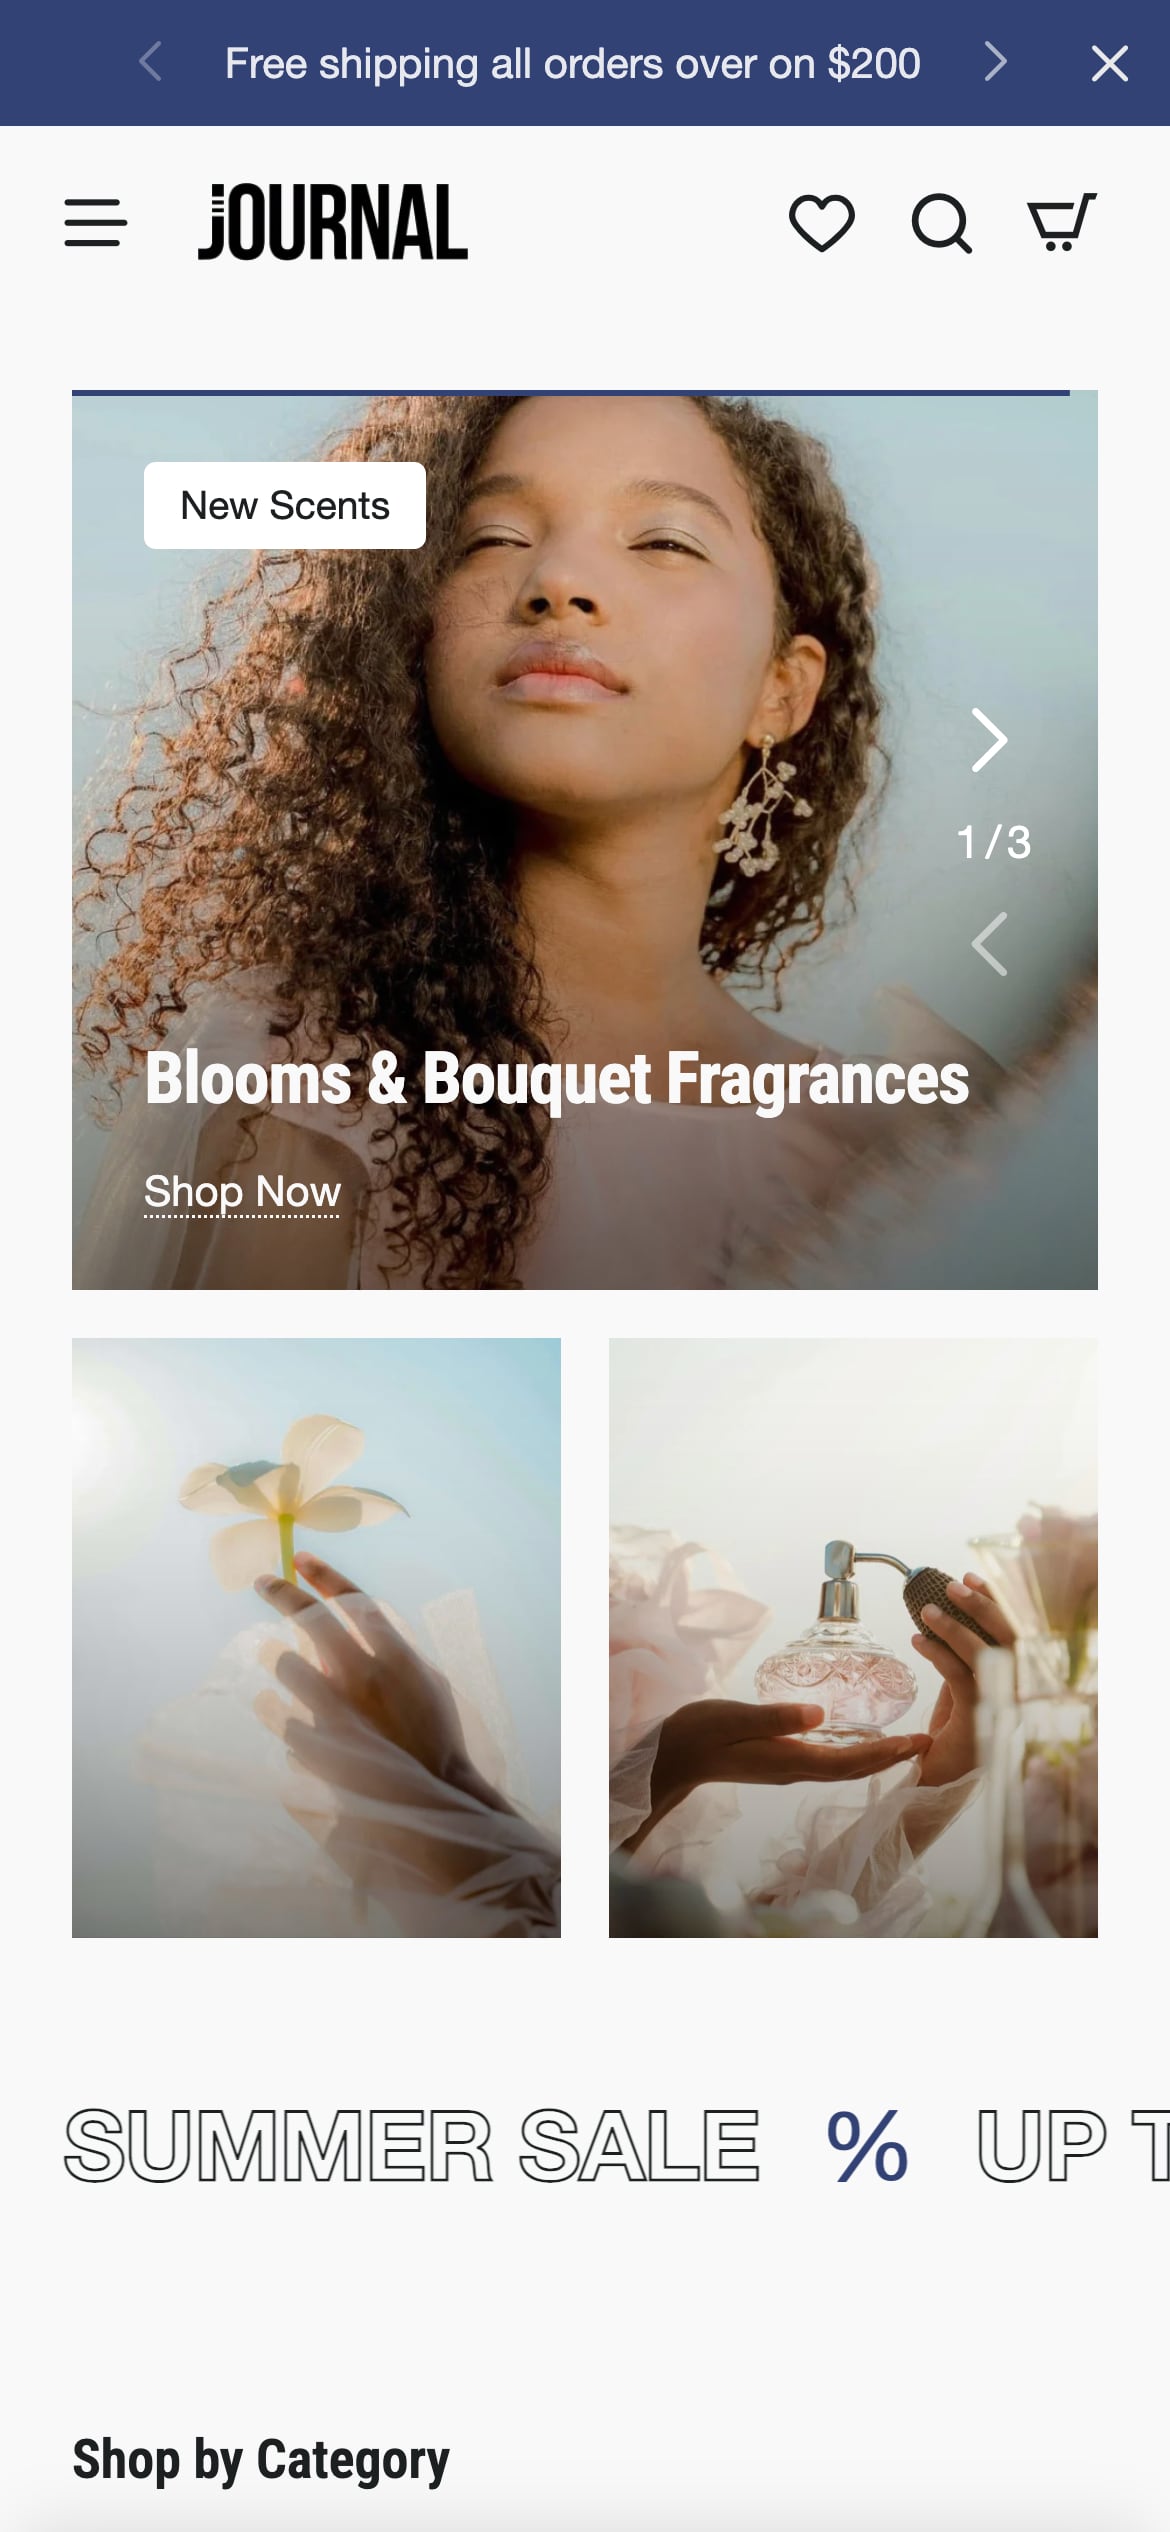 Free shipping all orders over on $200
JOURNAL
New Scents
1/3
Blooms & Bouquet Fragrances
Shop Now
SUMMER SALE % UP T
Shop by Category